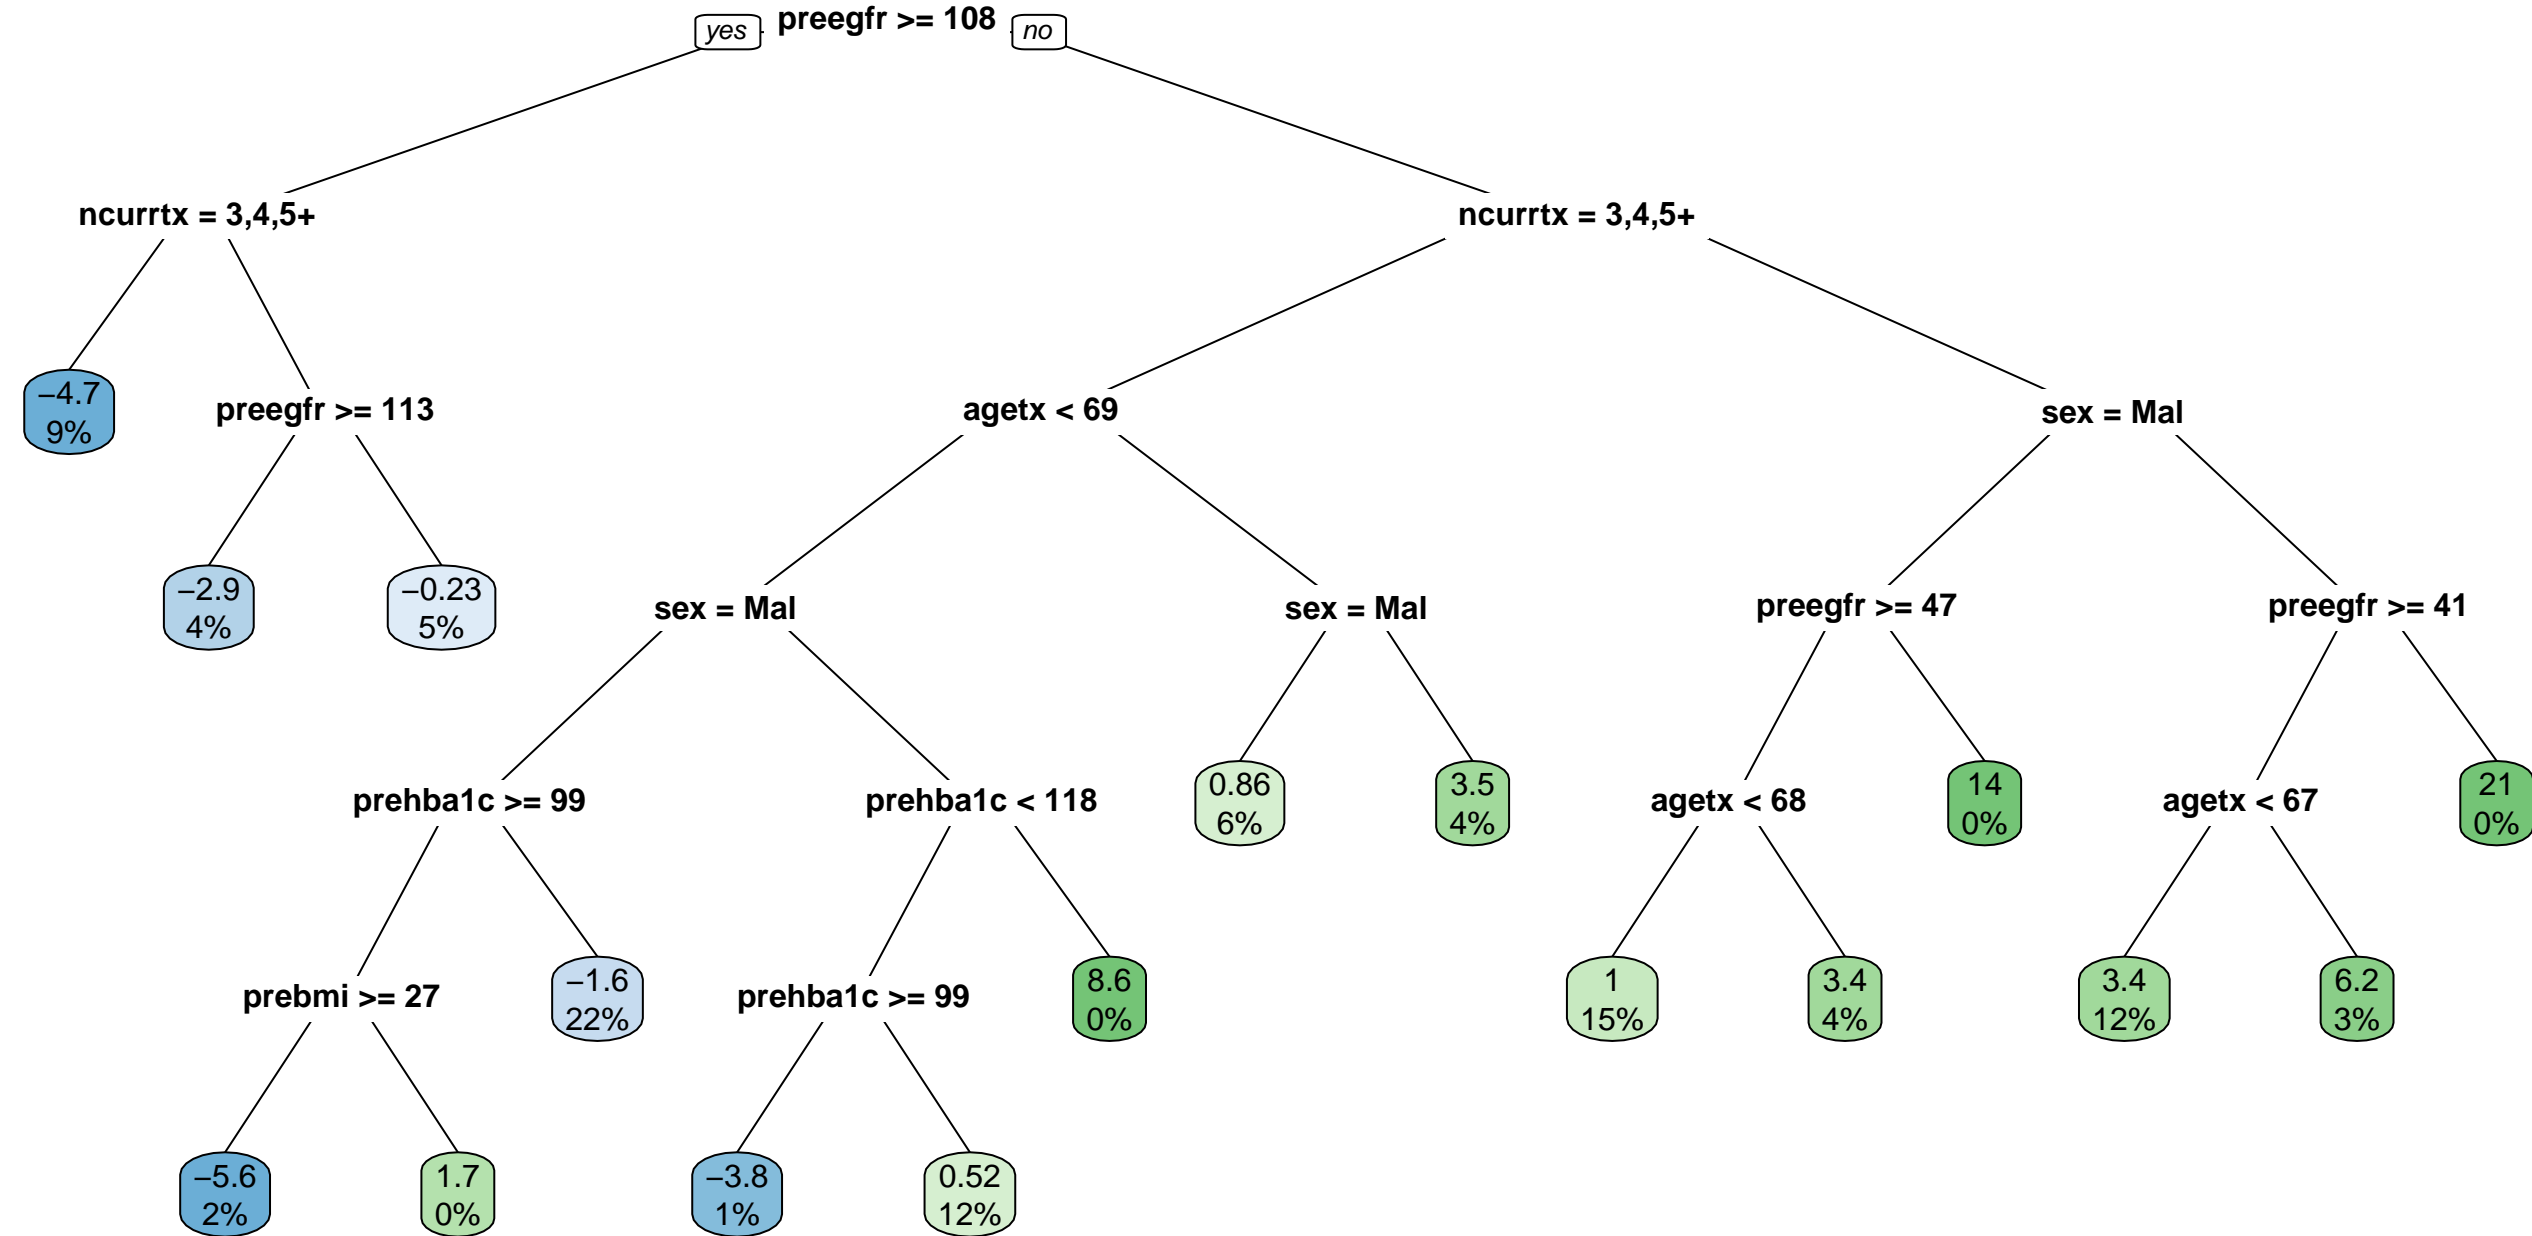 preegfr >= 108
yes
no
ncurrtx = 3,4,5+
ncurrtx = 3,4,5+
−4.7
9%
preegfr >= 113
agetx < 69
sex = Mal
−2.9
4%
−0.23
5%
sex = Mal
sex = Mal
preegfr >= 47
preegfr >= 41
prehba1c >= 99
prehba1c < 118
0.86
6%
3.5
4%
agetx < 68
14
0%
agetx < 67
21
0%
prebmi >= 27
−1.6
22%
prehba1c >= 99
8.6
0%
1
15%
3.4
4%
3.4
12%
6.2
3%
−5.6
2%
1.7
0%
−3.8
1%
0.52
12%